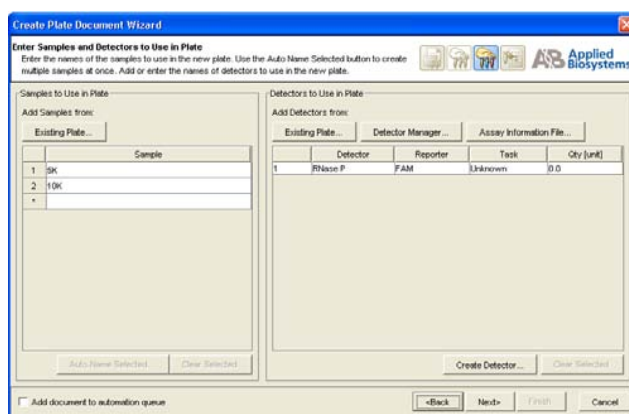 Create Plate Document Wizard
Enter Samples and Detectors to Use in Plate
Enter the names of the samples to use in the new plate. Use the Auto Name Selected button to create
multiple samples at once. Add or enter the names of detectors to use in the new plate.
AB Applied
Biosystems
Samples to Use in Plate
Add Samples from:
Existing Plate...
Sample
1 5K
2 10K
*
Auto Name Selected...
Clear Selected
Detectors to Use in Plate
Add Detectors from:
Existing Plate...
Detector Manager...
Assay Information File...
Detector Reporter Task Qty [unit]
1 RNase P FAM Unknown 0.0
Create Detector...
Clear Selected
Add document to automation queue
<Back
Next>
Finish
Cancel